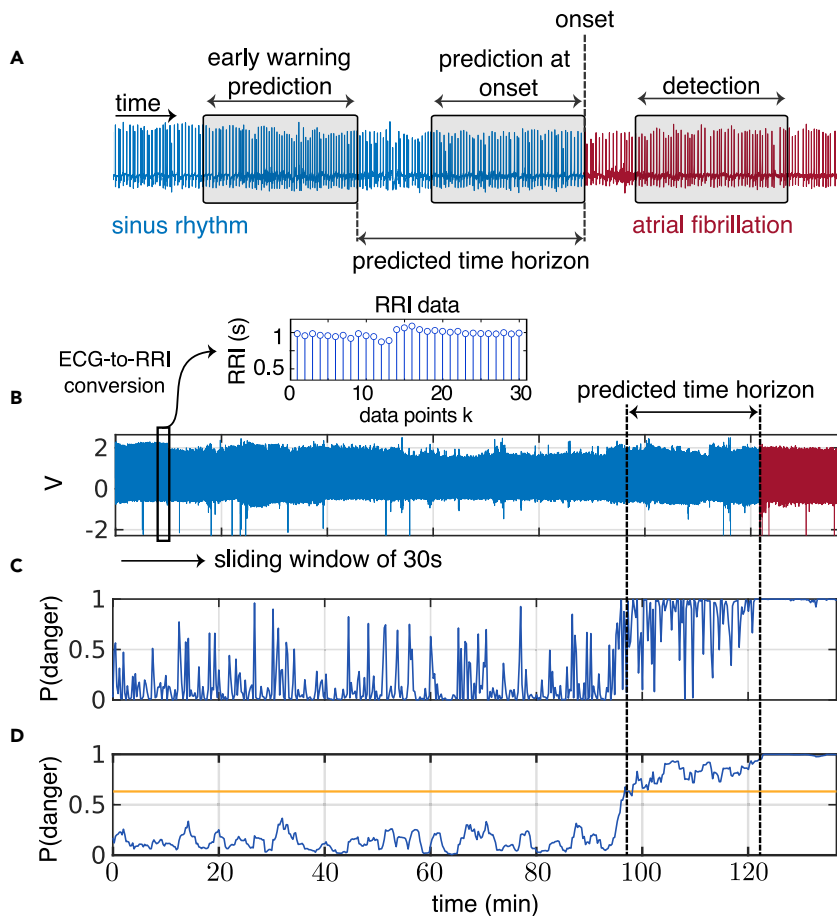 A
onset
early warning
prediction
prediction at
onset
detection
time
sinus rhythm
atrial fibrillation
predicted time horizon
RRI data
ECG-to-RRI
conversion
RRI (s)
1
0.5
0
10
20
30
data points k
predicted time horizon
B
V
2
0
-2
sliding window of 30s
C
P(danger)
1
0.5
0
D
P(danger)
1
0.5
0
0
20
40
60
80
100
120
time (min)